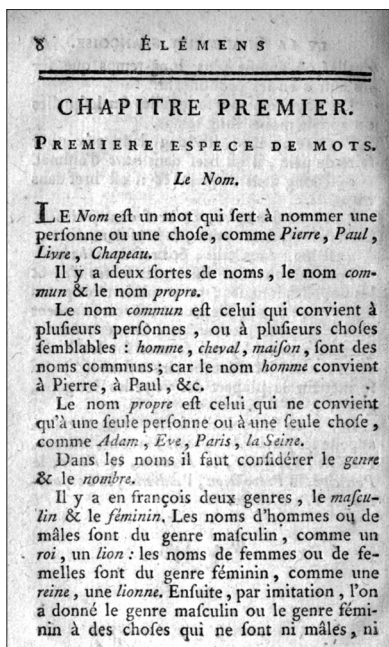 8 ÉLÉMENS
CHAPITRE PREMIER.
PREMIERE ESPECE DE MOTS.
Le Nom.
LE Nom eſt un mot qui ſert à nommer une
perſonne ou une choſe, comme Pierre, Paul,
Livre, Chapeau.
Il y a deux ſortes de noms, le nom com-
mun & le nom propre.
Le nom commun eſt celui qui convient à
pluſieurs perſonnes, ou à pluſieurs choſes
ſemblables : homme, cheval, maiſon, ſont des
noms communs ; car le nom homme convient
à Pierre, à Paul, &c.
Le nom propre eſt celui qui ne convient
qu'à une ſeule perſonne ou à une ſeule choſe,
comme Adam, Eve, Paris, la Seine.
Dans les noms il faut conſidérer le genre
& le nombre.
Il y a en françois deux genres, le maſcu-
lin & le féminin. Les noms d'hommes ou de
mâles ſont du genre maſculin, comme un
roi, un lion : les noms de femmes ou de fe-
melles ſont du genre féminin, comme une
reine, une lionne. Enſuite, par imitation, l'on
a donné le genre maſculin ou le genre fémi-
nin à des choſes qui ne ſont ni mâles, ni